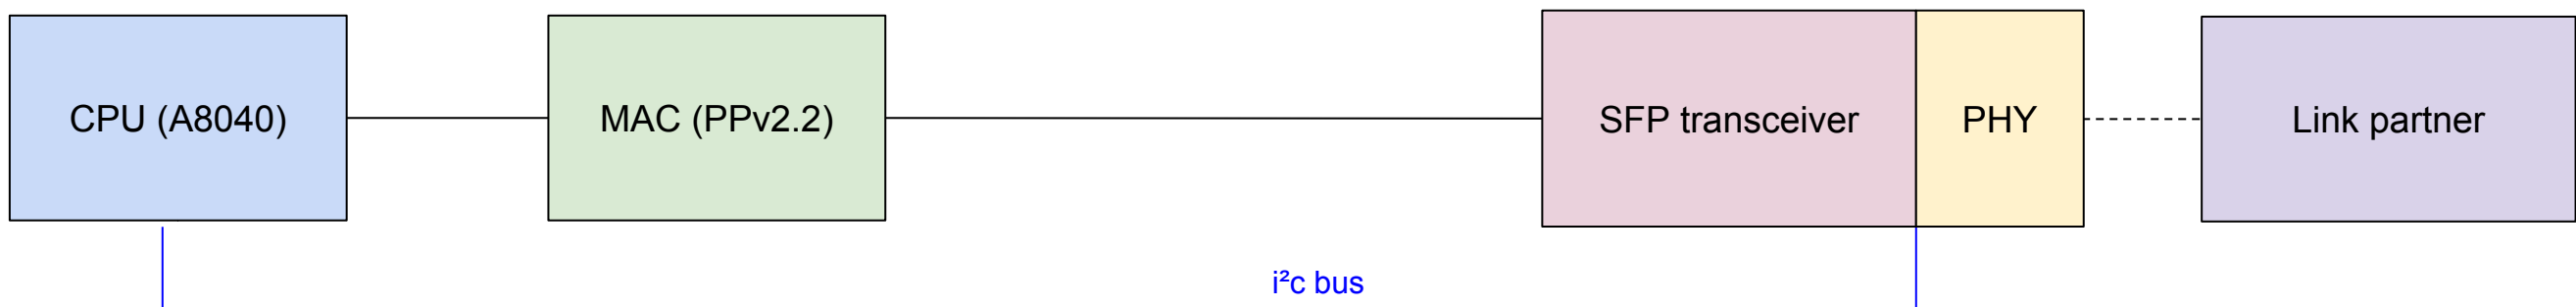 CPU (A8040)
MAC (PPv2.2)
SFP transceiver
PHY
Link partner
i²c bus